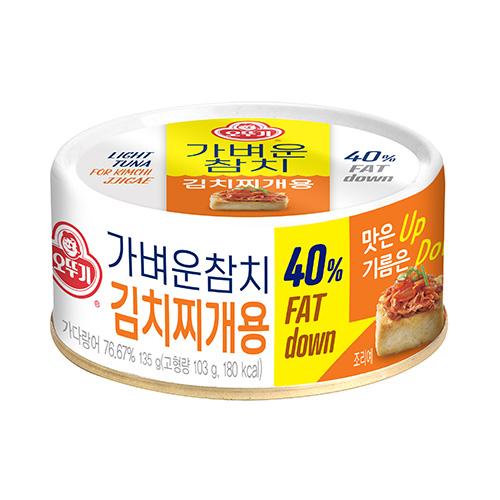 오뚜기
가벼운
참치
김치찌개용
LIGHT
TUNA
FOR KIMCHI
JJIGAE
40%
FAT
down
오뚜기
가벼운참치
김치찌개용
가다랑어 76.67% 135 g(고형량 103 g, 180 kcal)
40%
FAT
down
맛은 Up
기름은 Do
조리예